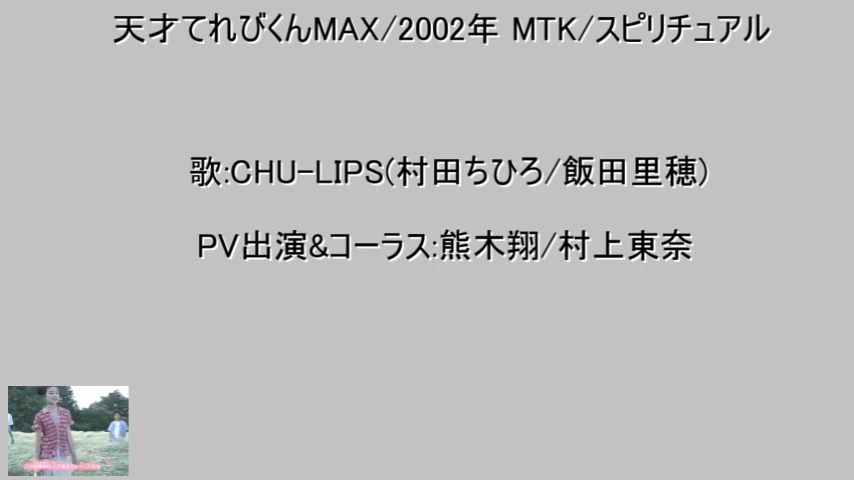 天才てれびくんMAX/2002年 MTK/スピリチュアル
歌:CHU-LIPS(村田ちひろ/飯田里穂)
PV出演&コーラス:熊木翔/村上東奈